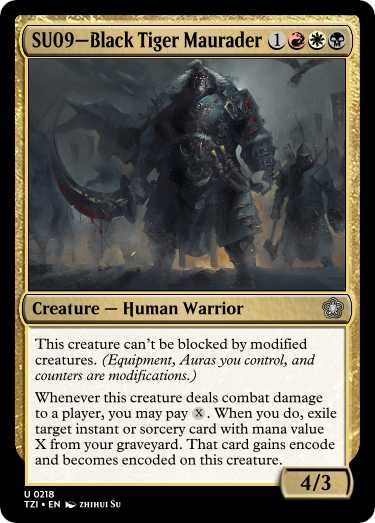 SU09—Black Tiger Maurader 1
Creature — Human Warrior
This creature can't be blocked by modified
creatures. (Equipment, Auras you control, and
counters are modifications.)
Whenever this creature deals combat damage
to a player, you may pay X. When you do, exile
target instant or sorcery card with mana value
X from your graveyard. That card gains encode
and becomes encoded on this creature.
4/3
U 0218
TZI • EN ZHIHUI SU